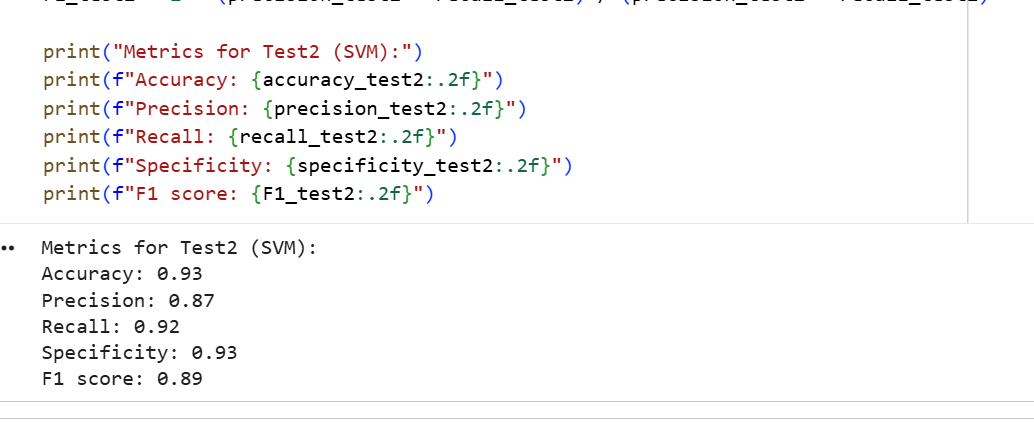 print("Metrics for Test2 (SVM):")
print(f"Accuracy: {accuracy_test2:.2f}")
print(f"Precision: {precision_test2:.2f}")
print(f"Recall: {recall_test2:.2f}")
print(f"Specificity: {specificity_test2:.2f}")
print(f"F1 score: {F1_test2:.2f}")
Metrics for Test2 (SVM):
Accuracy: 0.93
Precision: 0.87
Recall: 0.92
Specificity: 0.93
F1 score: 0.89